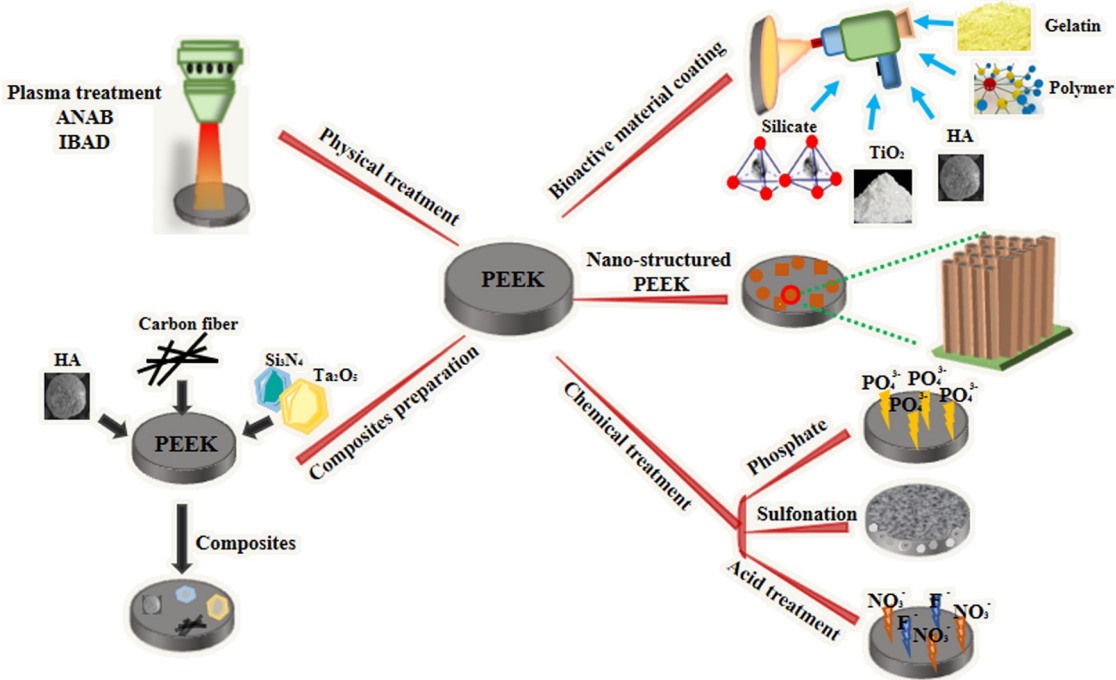 Plasma treatment
ANAB
IBAD
Physical treatment
Bioactive material coating
Gelatin
Polymer
Silicate
TiO₂
HA
PEEK
Nano-structured
PEEK
Carbon fiber
HA
Si₃N₄
Ta₂O₅
PEEK
Composites preparation
Composites
Chemical treatment
Phosphate
PO₄³⁻
PO₄³⁻
PO₄³⁻
PO₄³⁻
Sulfonation
Acid treatment
NO₃⁻
F⁻
NO₃⁻
F⁻
NO₃⁻